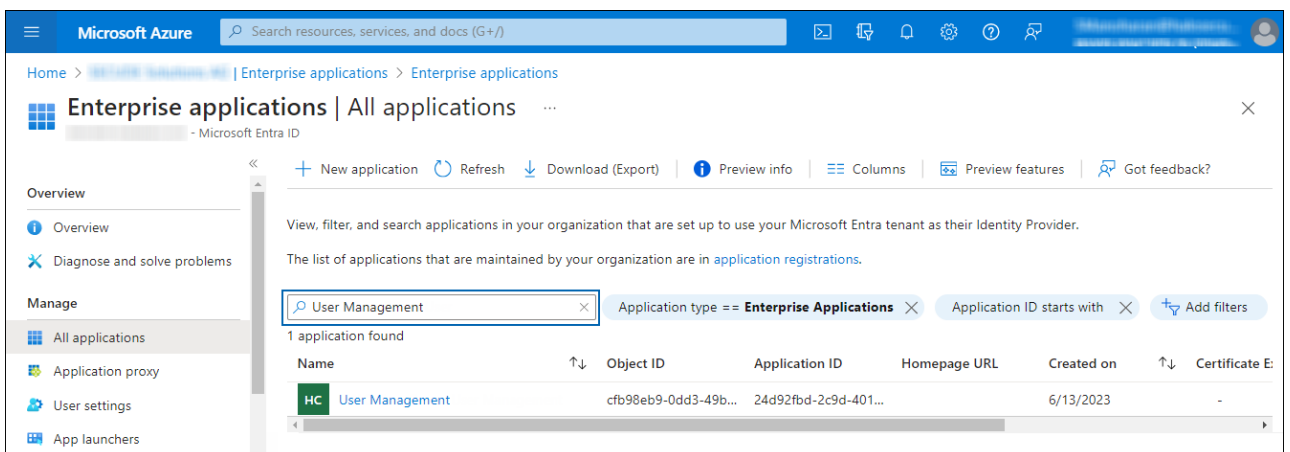 Microsoft Azure
Search resources, services, and docs (G+/)
Home > | Enterprise applications > Enterprise applications
Enterprise applications | All applications ...
- Microsoft Entra ID
«
New application Refresh Download (Export) Preview info Columns Preview features Got feedback?
Overview
Overview
Diagnose and solve problems
Manage
All applications
Application proxy
User settings
App launchers
View, filter, and search applications in your organization that are set up to use your Microsoft Entra tenant as their Identity Provider.
The list of applications that are maintained by your organization are in application registrations.
User Management
Application type == Enterprise Applications
Application ID starts with
Add filters
1 application found
Name Object ID Application ID Homepage URL Created on Certificate E
HC User Management cfb98eb9-0dd3-49b... 24d92fbd-2c9d-401... 6/13/2023 -